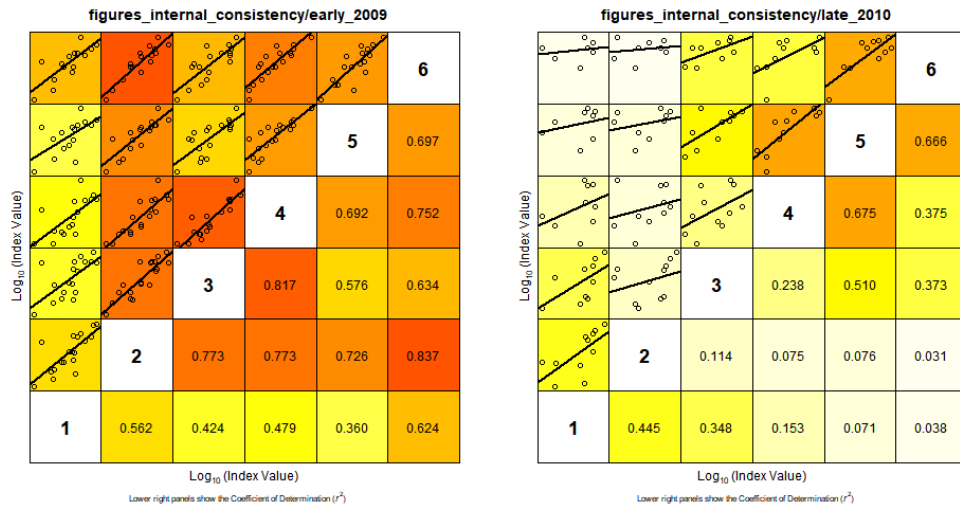 figures_internal_consistency/early_2009
6
5 0.697
4 0.692 0.752
3 0.817 0.576 0.634
2 0.773 0.773 0.726 0.837
1 0.562 0.424 0.479 0.360 0.624
Log10 (Index Value)
Log10 (Index Value)
Lower right panels show the Coefficient of Determination (r2)
figures_internal_consistency/late_2010
6
5 0.666
4 0.675 0.375
3 0.238 0.510 0.373
2 0.114 0.075 0.076 0.031
1 0.445 0.348 0.153 0.071 0.038
Log10 (Index Value)
Log10 (Index Value)
Lower right panels show the Coefficient of Determination (r2)